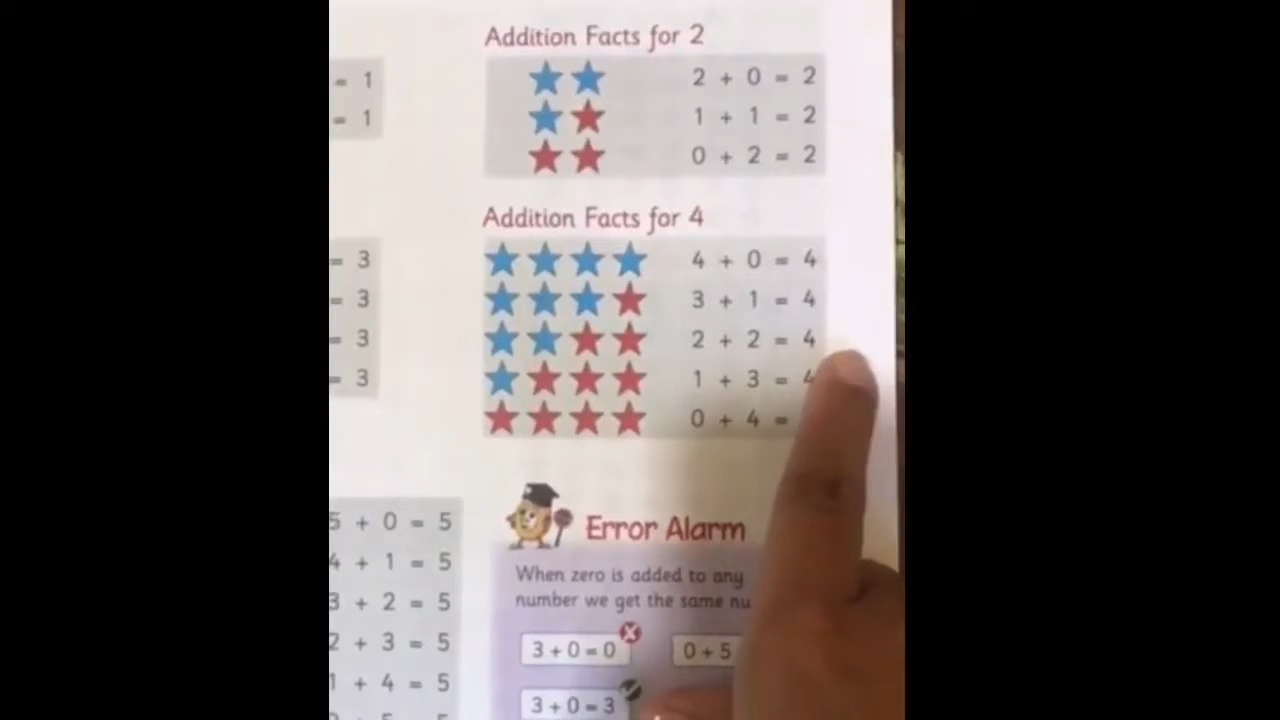 = 1
= 1
= 3
= 3
= 3
= 3
5 + 0 = 5
4 + 1 = 5
3 + 2 = 5
2 + 3 = 5
1 + 4 = 5
Addition Facts for 2
2 + 0 = 2
1 + 1 = 2
0 + 2 = 2
Addition Facts for 4
4 + 0 = 4
3 + 1 = 4
2 + 2 = 4
1 + 3 = 4
0 + 4 =
Error Alarm
When zero is added to any
number we get the same nu
3 + 0 = 0
0 + 5
3 + 0 = 3